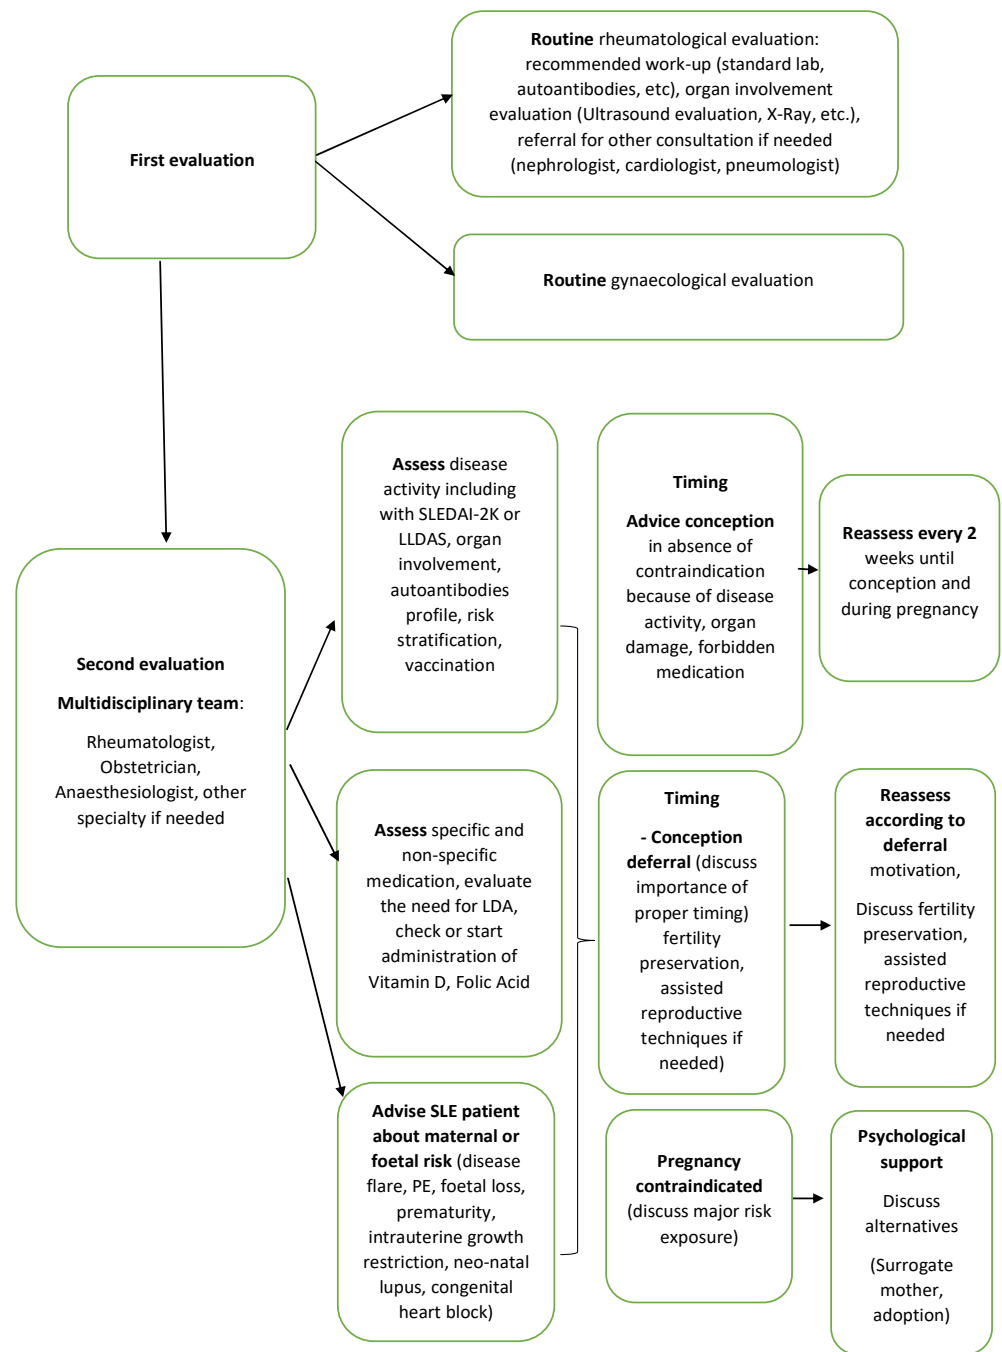 Routine rheumatological evaluation:
recommended work-up (standard lab,
autoantibodies, etc), organ involvement
evaluation (Ultrasound evaluation, X-Ray, etc.),
referral for other consultation if needed
(nephrologist, cardiologist, pneumologist)
First evaluation
Routine gynaecological evaluation
Second evaluation
Multidisciplinary team:
Rheumatologist,
Obstetrician,
Anaesthesiologist, other
specialty if needed
Assess disease
activity including
with SLEDAI-2K or
LLDAS, organ
involvement,
autoantibodies
profile, risk
stratification,
vaccination
Assess specific and
non-specific
medication, evaluate
the need for LDA,
check or start
administration of
Vitamin D, Folic Acid
Advise SLE patient
about maternal or
foetal risk (disease
flare, PE, foetal loss,
prematurity,
intrauterine growth
restriction, neo-natal
lupus, congenital
heart block)
Timing
Advice conception
in absence of
contraindication
because of disease
activity, organ
damage, forbidden
medication
Reassess every 2
weeks until
conception and
during pregnancy
Timing
- Conception
deferral (discuss
importance of
proper timing)
fertility
preservation,
assisted
reproductive
techniques if
needed)
Reassess
according to
deferral
motivation,
Discuss fertility
preservation,
assisted
reproductive
techniques if
needed
Pregnancy
contraindicated
(discuss major risk
exposure)
Psychological
support
Discuss
alternatives
(Surrogate
mother,
adoption)